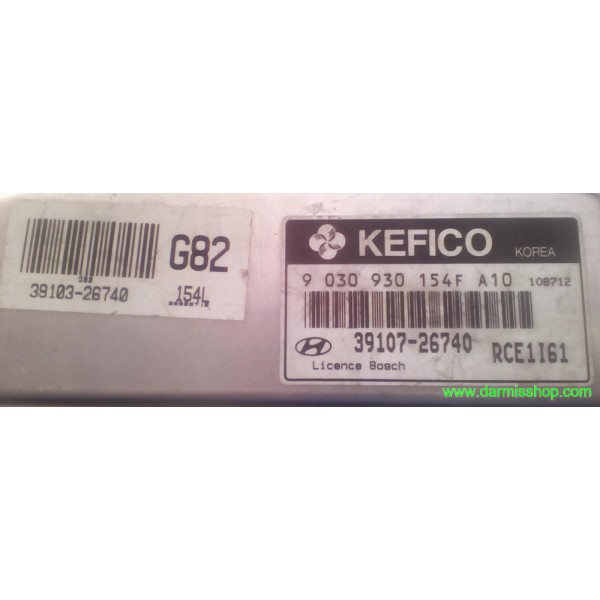 G82
39103-26740
154L
KEFICO KOREA
9 030 930 154F A10 108712
39107-26740 RCE1I61
Licence Bosch
www.darmisshop.com